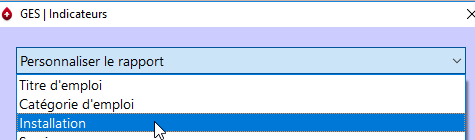 GES | Indicateurs
Personnaliser le rapport
Titre d'emploi
Catégorie d'emploi
Installation